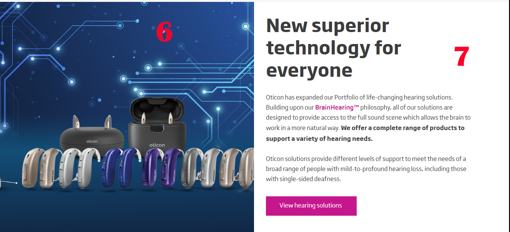 6
oticon
oticon
New superior
technology for
everyone
7
Oticon has expanded our Portfolio of life-changing hearing solutions.
Building upon our BrainHearing™ philosophy, all of our solutions are
designed to provide access to the full sound scene which allows the brain to
work in a more natural way. We offer a complete range of products to
support a variety of hearing needs.
Oticon solutions provide different levels of support to meet the needs of a
broad range of people with mild-to-profound hearing loss, including those
with single-sided deafness.
View hearing solutions